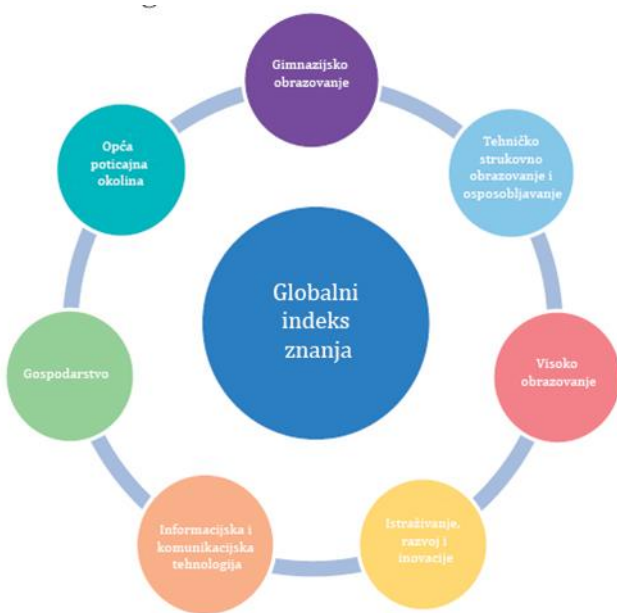 Gimnazijsko
obrazovanje
Tehničko
strukovno
obrazovanje i
osposobljavanje
Visoko
obrazovanje
Istraživanje,
razvoj i
inovacije
Informacijska i
komunikacijska
tehnologija
Gospodarstvo
Opća
poticajna
okolina
Globalni
indeks
znanja